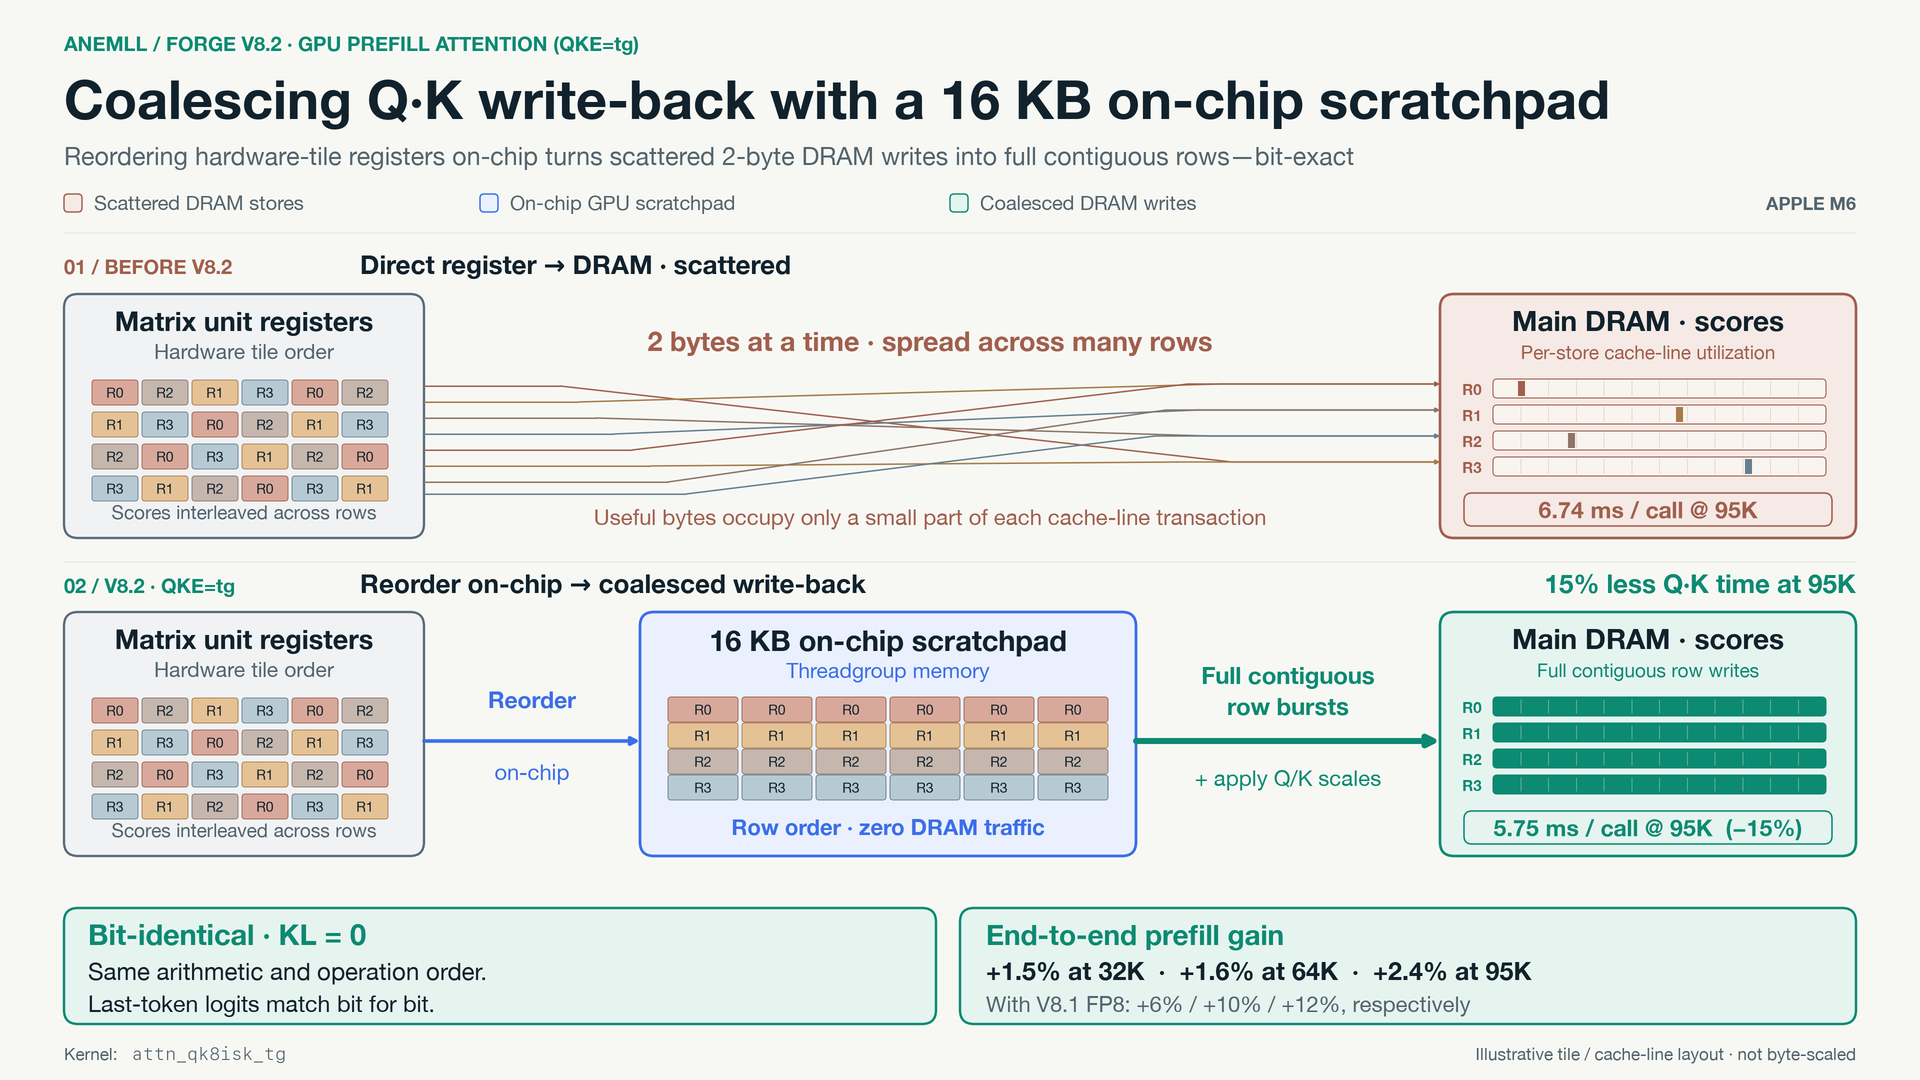 ANEMLL / FORGE V8.2 · GPU PREFILL ATTENTION (QKE=tg)
Coalescing Q·K write-back with a 16 KB on-chip scratchpad
Reordering hardware-tile registers on-chip turns scattered 2-byte DRAM writes into full contiguous rows—bit-exact
Scattered DRAM stores
On-chip GPU scratchpad
Coalesced DRAM writes
APPLE M6
01 / BEFORE V8.2
Direct register → DRAM · scattered
Matrix unit registers
Hardware tile order
R0 R2 R1 R3 R0 R2
R1 R3 R0 R2 R1 R3
R2 R0 R3 R1 R2 R0
R3 R1 R2 R0 R3 R1
Scores interleaved across rows
2 bytes at a time · spread across many rows
Useful bytes occupy only a small part of each cache-line transaction
Main DRAM · scores
Per-store cache-line utilization
R0
R1
R2
R3
6.74 ms / call @ 95K
02 / V8.2 · QKE=tg
Reorder on-chip → coalesced write-back
15% less Q·K time at 95K
Matrix unit registers
Hardware tile order
R0 R2 R1 R3 R0 R2
R1 R3 R0 R2 R1 R3
R2 R0 R3 R1 R2 R0
R3 R1 R2 R0 R3 R1
Scores interleaved across rows
Reorder
on-chip
16 KB on-chip scratchpad
Threadgroup memory
R0 R0 R0 R0 R0 R0
R1 R1 R1 R1 R1 R1
R2 R2 R2 R2 R2 R2
R3 R3 R3 R3 R3 R3
Row order · zero DRAM traffic
Full contiguous
row bursts
+ apply Q/K scales
Main DRAM · scores
Full contiguous row writes
R0
R1
R2
R3
5.75 ms / call @ 95K (−15%)
Bit-identical · KL = 0
Same arithmetic and operation order.
Last-token logits match bit for bit.
End-to-end prefill gain
+1.5% at 32K · +1.6% at 64K · +2.4% at 95K
With V8.1 FP8: +6% / +10% / +12%, respectively
Kernel: attn_qk8isk_tg
Illustrative tile / cache-line layout · not byte-scaled